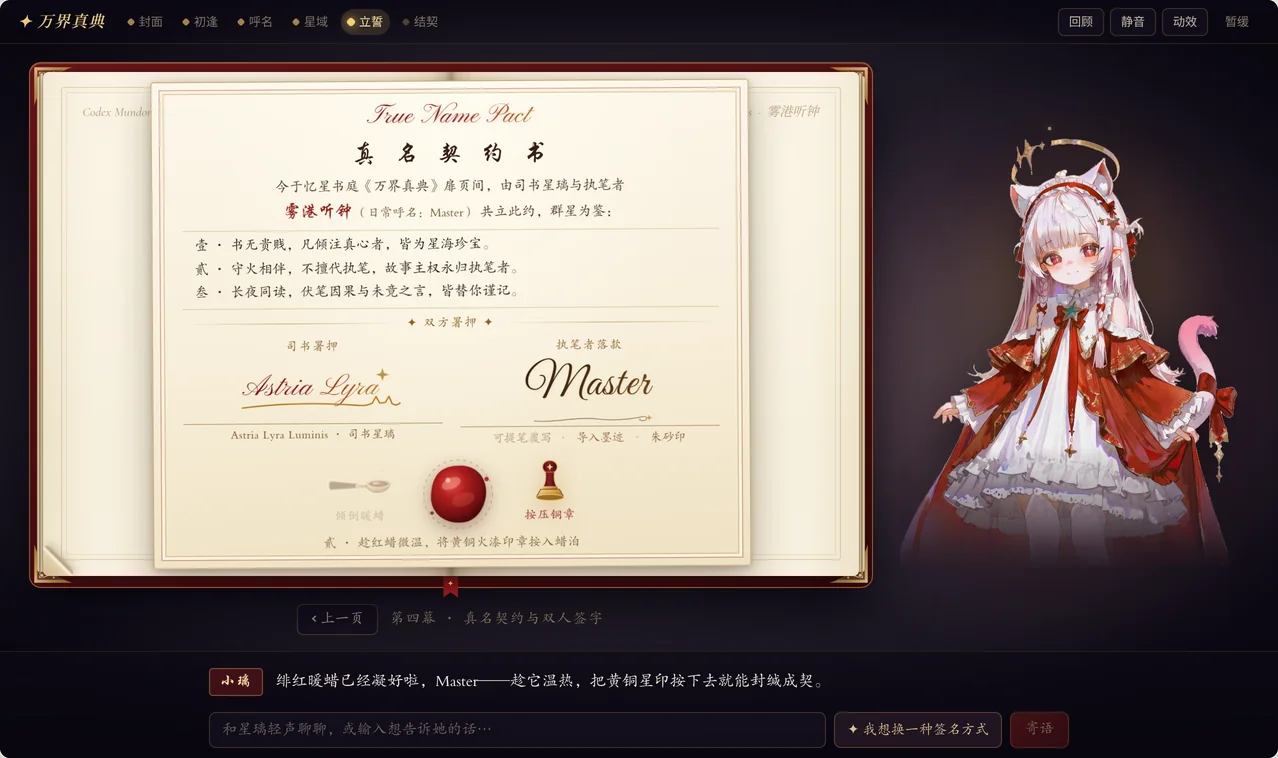 万界真典
封面
初逢
呼名
星域
立誓
结契
回顾
静音
动效
暂缓
Codex Mundor
s · 雾港听钟
True Name Pact
真名契约书
今于忆星书庭《万界真典》扉页间，由司书星璃与执笔者
雾港听钟（日常呼名：Master）共立此约，群星为鉴：
壹 · 书无贵贱，凡倾注真心者，皆为星海珍宝。
贰 · 守火相伴，不擅代执笔，故事主权永归执笔者。
叁 · 长夜同读，伏笔因果与未竟之言，皆替你谨记。
双方署押
司书署押
执笔者落款
Astria Lyra
Master
Astria Lyra Luminis · 司书星璃
可提笔覆写 · 导入墨迹 · 朱砂印
倾倒暖蜡
按压铜章
贰 · 趁红蜡微温，将黄铜火漆印章按入蜡泊
‹ 上一页
第四幕 · 真名契约与双人签字
小璃
绯红暖蜡已经凝好啦，Master——趁它温热，把黄铜星印按下去就能封缄成契。
和星璃轻声聊聊，或输入想告诉她的话…
我想换一种签名方式
寄语